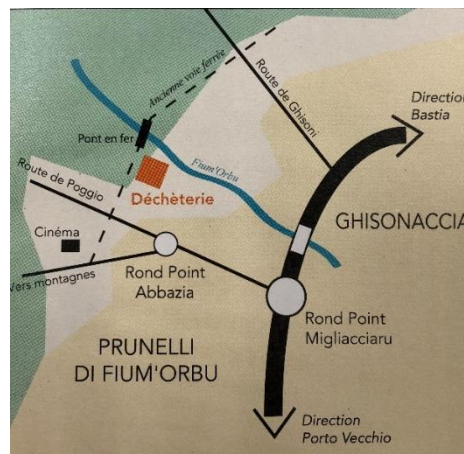 Ancienne voie ferrée
Route de Ghisoni
Direction
Bastia
Pont en fer
Fium'Orbu
Route de Poggio
Déchèterie
GHISONACCIA
Cinéma
Vers montagnes
Rond Point
Abbazia
Rond Point
Migliacciaru
PRUNELLI
DI FIUM'ORBU
Direction
Porto Vecchio